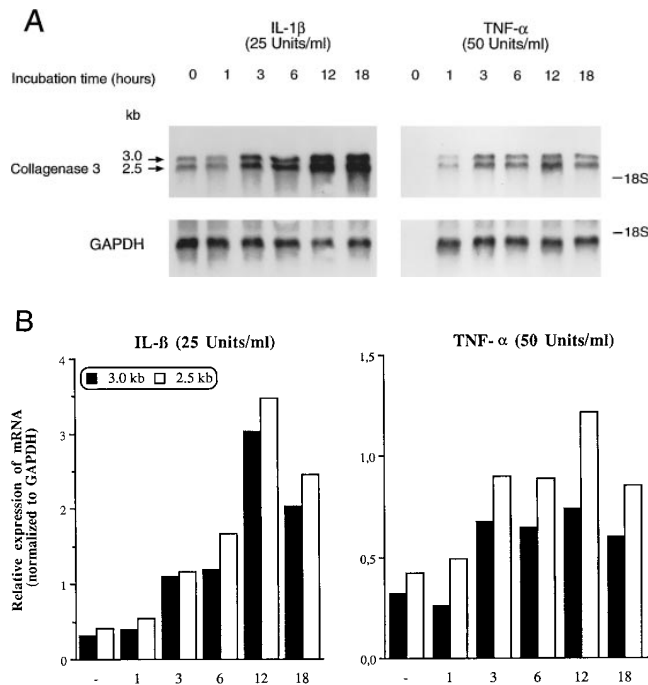 A
IL-1β
(25 Units/ml)
TNF-α
(50 Units/ml)
Incubation time (hours) 0 1 3 6 12 18 0 1 3 6 12 18
kb
Collagenase 3
3.0
2.5
–18S
GAPDH
–18S
B
IL-ß (25 Units/ml)
TNF- α (50 Units/ml)
Relative expression of mRNA
(normalized to GAPDH)
3.0 kb 2.5 kb
4
3
2
1
0
- 1 3 6 12 18
1,5
1,0
0,5
0,0
- 1 3 6 12 18